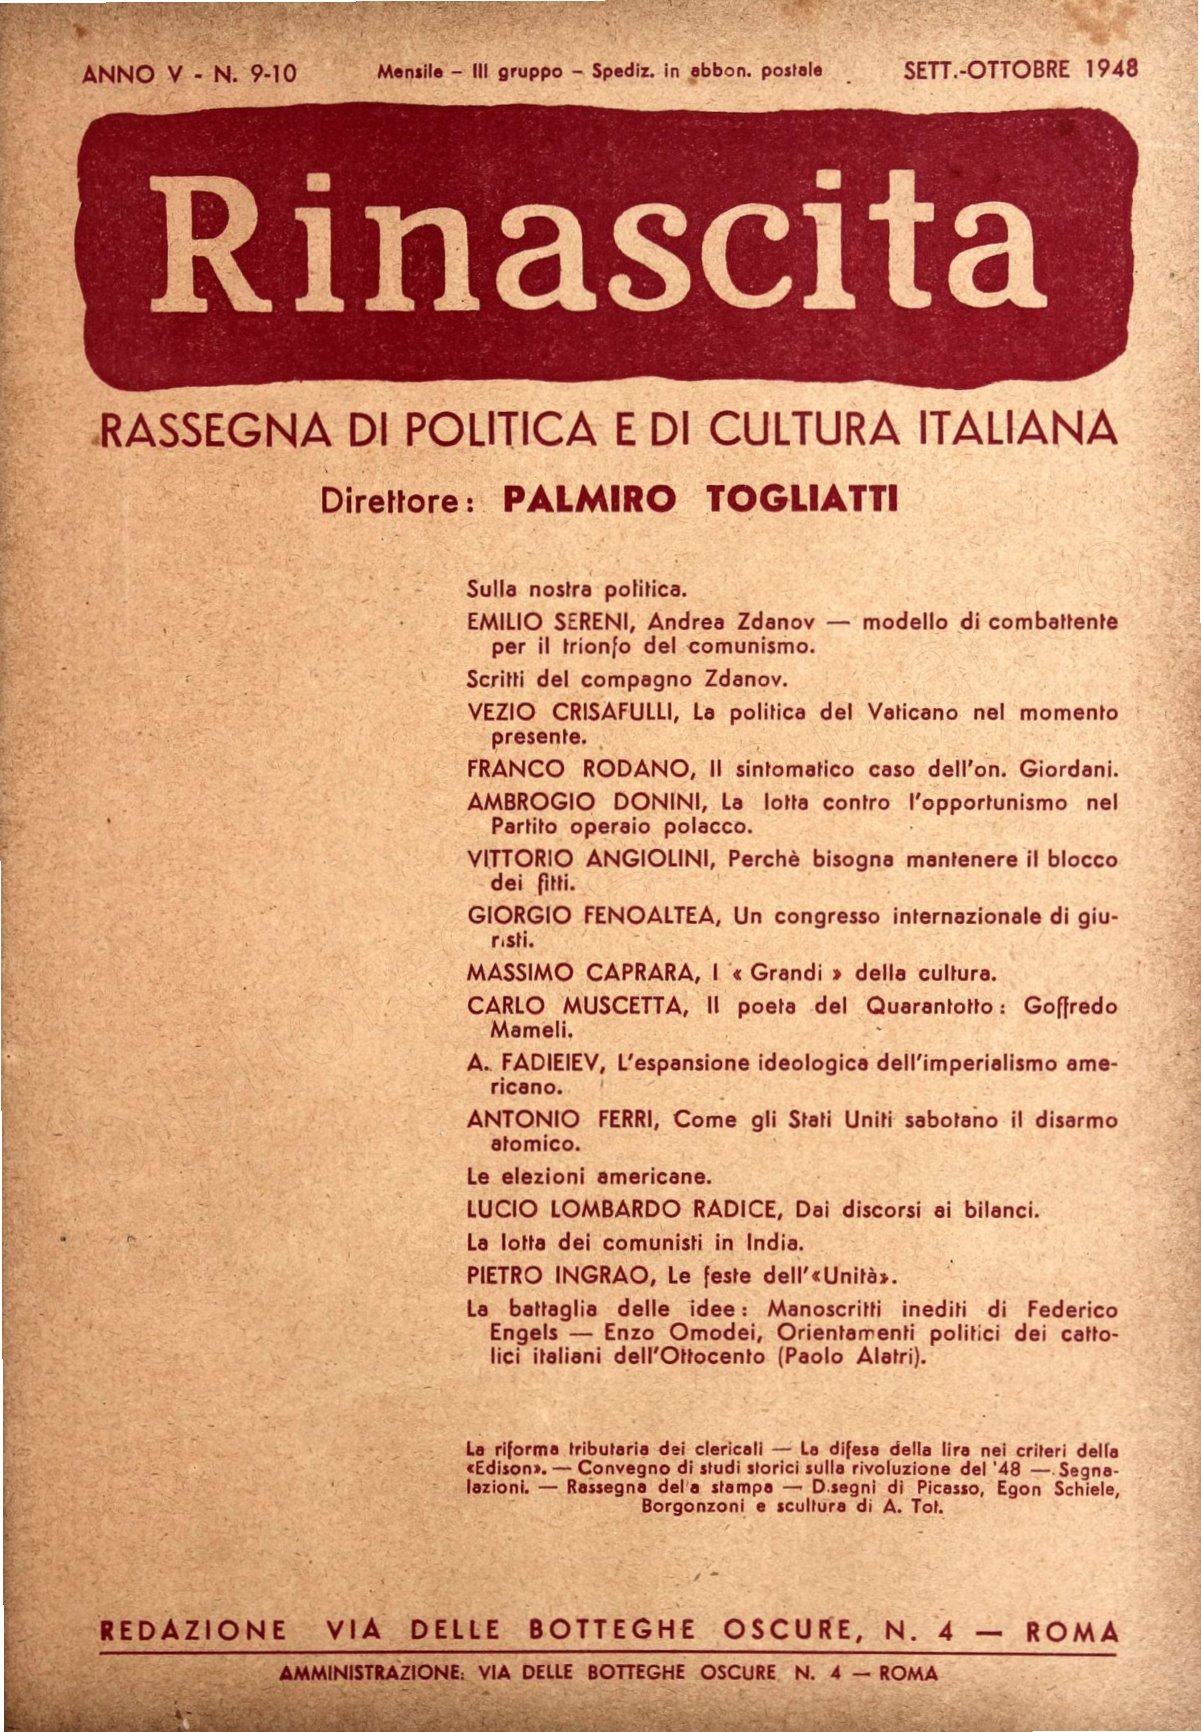 ANNO V - N. 9-10
Mensile – III gruppo – Spediz. in abbon. postale
SETT.-OTTOBRE 1948
Rinascita
RASSEGNA DI POLITICA E DI CULTURA ITALIANA
Direttore: PALMIRO TOGLIATTI
Sulla nostra politica.
EMILIO SERENI, Andrea Zdanov — modello di combattente
per il trionfo del comunismo.
Scritti del compagno Zdanov.
VEZIO CRISAFULLI, La politica del Vaticano nel momento
presente.
FRANCO RODANO, Il sintomatico caso dell'on. Giordani.
AMBROGIO DONINI, La lotta contro l'opportunismo nel
Partito operaio polacco.
VITTORIO ANGIOLINI, Perchè bisogna mantenere il blocco
dei fitti.
GIORGIO FENOALTEA, Un congresso internazionale di giu-
risti.
MASSIMO CAPRARA, I « Grandi » della cultura.
CARLO MUSCETTA, Il poeta del Quarantotto: Goffredo
Mameli.
A. FADIEIEV, L'espansione ideologica dell'imperialismo ame-
ricano.
ANTONIO FERRI, Come gli Stati Uniti sabotano il disarmo
atomico.
Le elezioni americane.
LUCIO LOMBARDO RADICE, Dai discorsi ai bilanci.
La lotta dei comunisti in India.
PIETRO INGRAO, Le feste dell'«Unità».
La battaglia delle idee: Manoscritti inediti di Federico
Engels — Enzo Omodei, Orientamenti politici dei catto-
lici italiani dell'Ottocento (Paolo Alatri).
La riforma tributaria dei clericali — La difesa della lira nei criteri della
«Edison». — Convegno di studi storici sulla rivoluzione del '48 — Segna-
lazioni. — Rassegna della stampa — Disegni di Picasso, Egon Schiele,
Borgonzoni e scultura di A. Tot.
REDAZIONE VIA DELLE BOTTEGHE OSCURE, N. 4 — ROMA
AMMINISTRAZIONE: VIA DELLE BOTTEGHE OSCURE N. 4 — ROMA